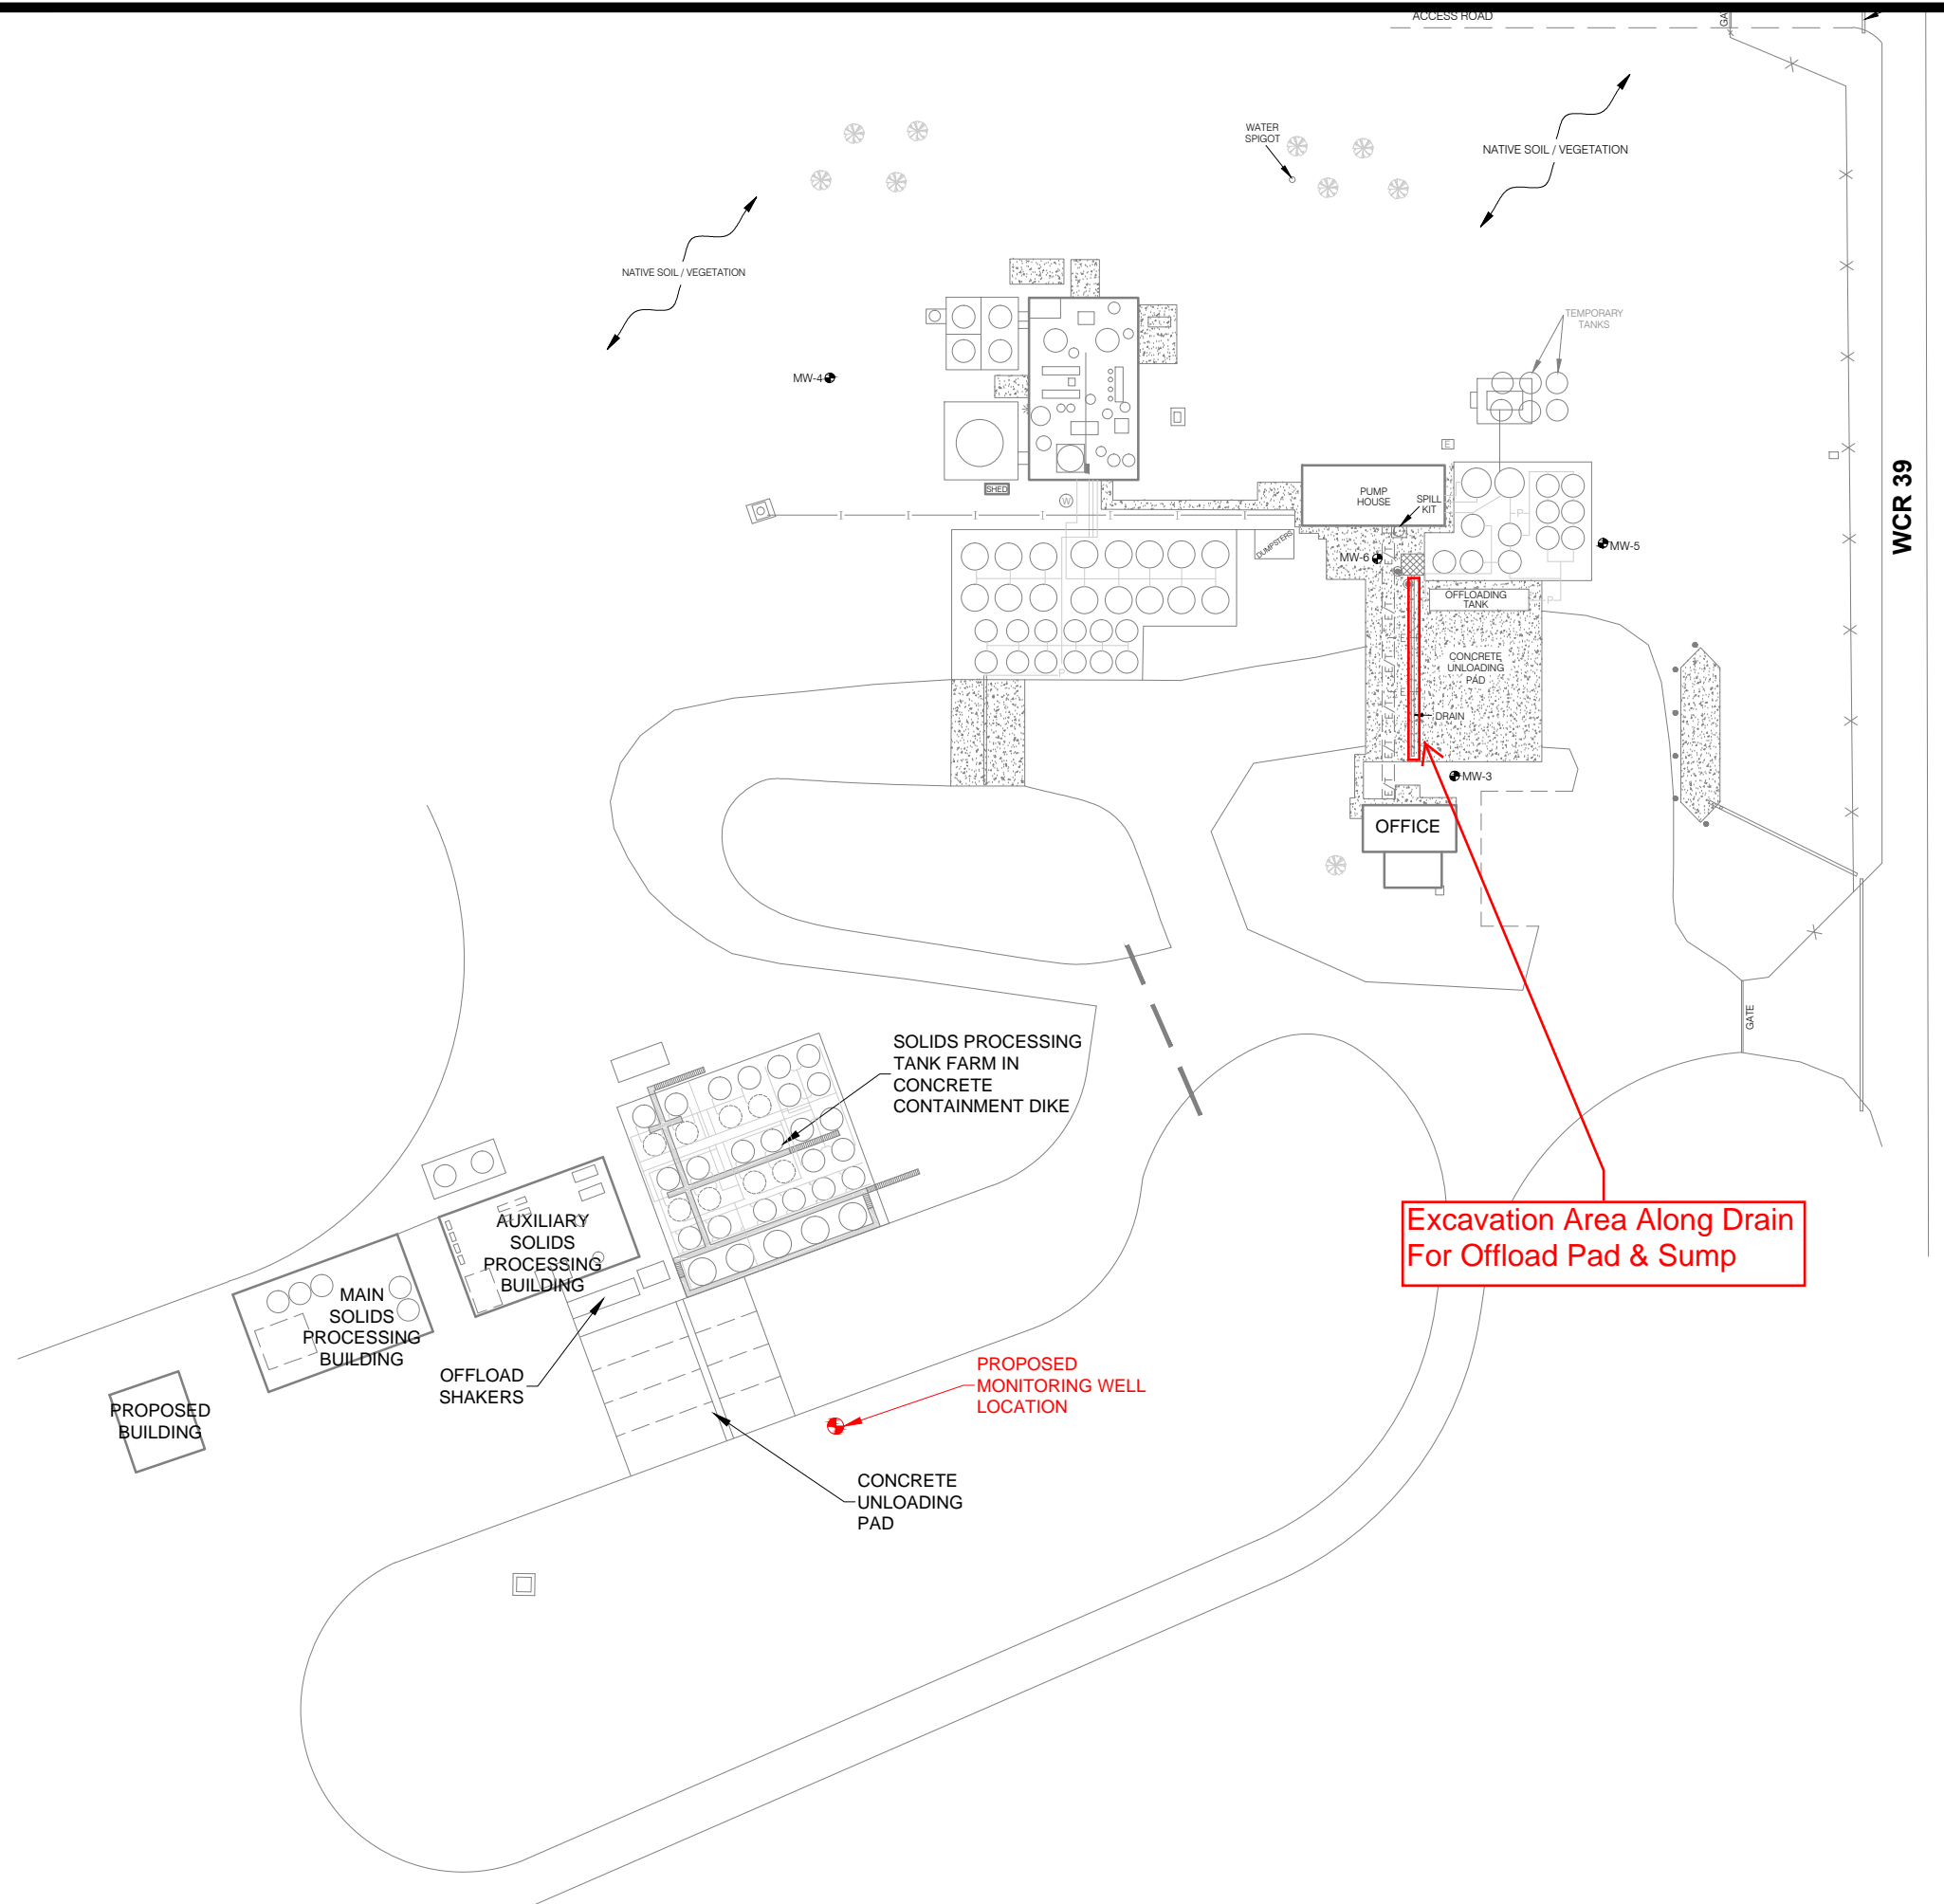 ACCESS ROAD
WATER
SPIGOT
NATIVE SOIL / VEGETATION
NATIVE SOIL / VEGETATION
TEMPORARY
TANKS
MW-4
SHED
W
E
PUMP
HOUSE
SPILL
KIT
WCR 39
DUMPSTERS
MW-6
MW-5
OFFLOADING
TANK
CONCRETE
UNLOADING
PAD
DRAIN
MW-3
OFFICE
GATE
SOLIDS PROCESSING
TANK FARM IN
CONCRETE
CONTAINMENT DIKE
Excavation Area Along Drain
For Offload Pad & Sump
AUXILIARY
SOLIDS
PROCESSING
BUILDING
MAIN
SOLIDS
PROCESSING
BUILDING
OFFLOAD
SHAKERS
PROPOSED
MONITORING WELL
LOCATION
PROPOSED
BUILDING
CONCRETE
UNLOADING
PAD